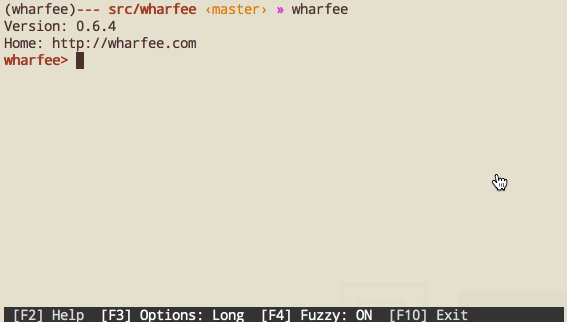 (wharfee)--- src/wharfee ‹master› » wharfee
Version: 0.6.4
Home: http://wharfee.com
wharfee>
[F2] Help [F3] Options: Long [F4] Fuzzy: ON [F10] Exit